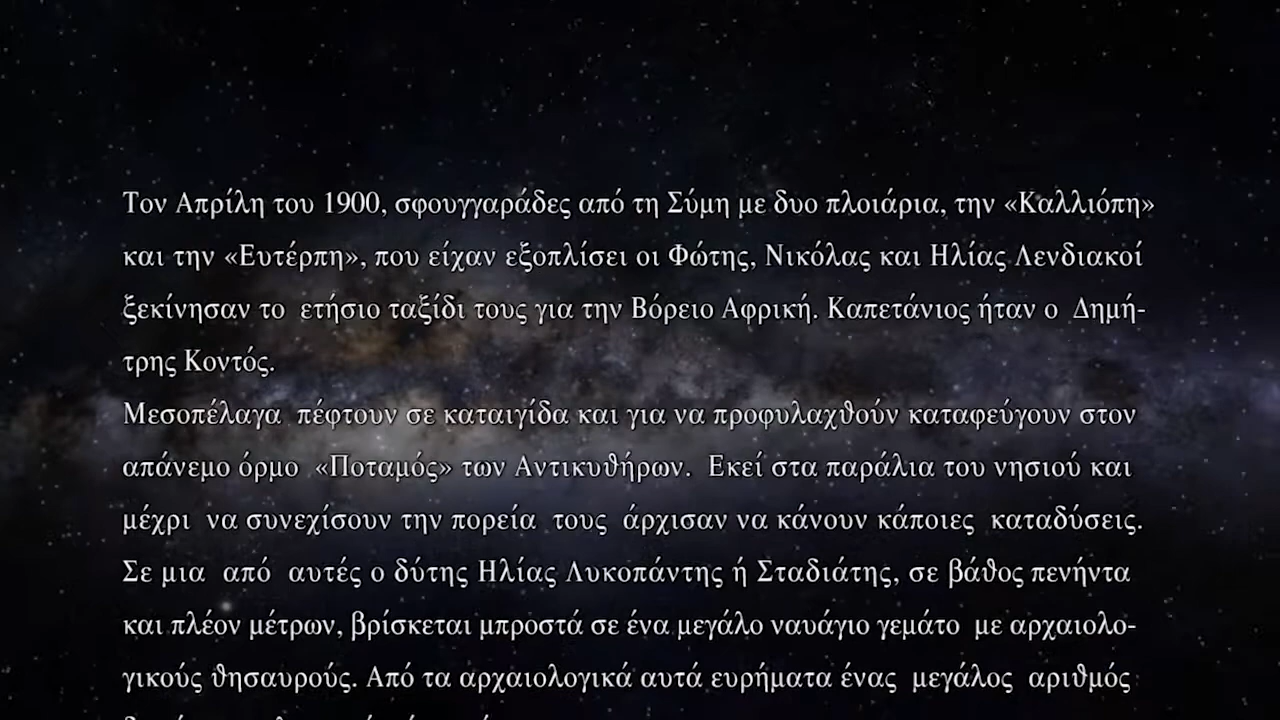 Τον Απρίλη του 1900, σφουγγαράδες από τη Σύμη με δυο πλοιάρια, την «Καλλιόπη»
και την «Ευτέρπη», που είχαν εξοπλίσει οι Φώτης, Νικόλας και Ηλίας Λενδιακοί
ξεκίνησαν το ετήσιο ταξίδι τους για την Βόρειο Αφρική. Καπετάνιος ήταν ο Δημή-
τρης Κοντός.
Μεσοπέλαγα πέφτουν σε καταιγίδα και για να προφυλαχθούν καταφεύγουν στον
απάνεμο όρμο «Ποταμός» των Αντικυθήρων. Εκεί στα παράλια του νησιού και
μέχρι να συνεχίσουν την πορεία τους άρχισαν να κάνουν κάποιες καταδύσεις.
Σε μια από αυτές ο δύτης Ηλίας Λυκοπάντης ή Σταδιάτης, σε βάθος πενήντα
και πλέον μέτρων, βρίσκεται μπροστά σε ένα μεγάλο ναυάγιο γεμάτο με αρχαιολο-
γικούς θησαυρούς. Από τα αρχαιολογικά αυτά ευρήματα ένας μεγάλος αριθμός